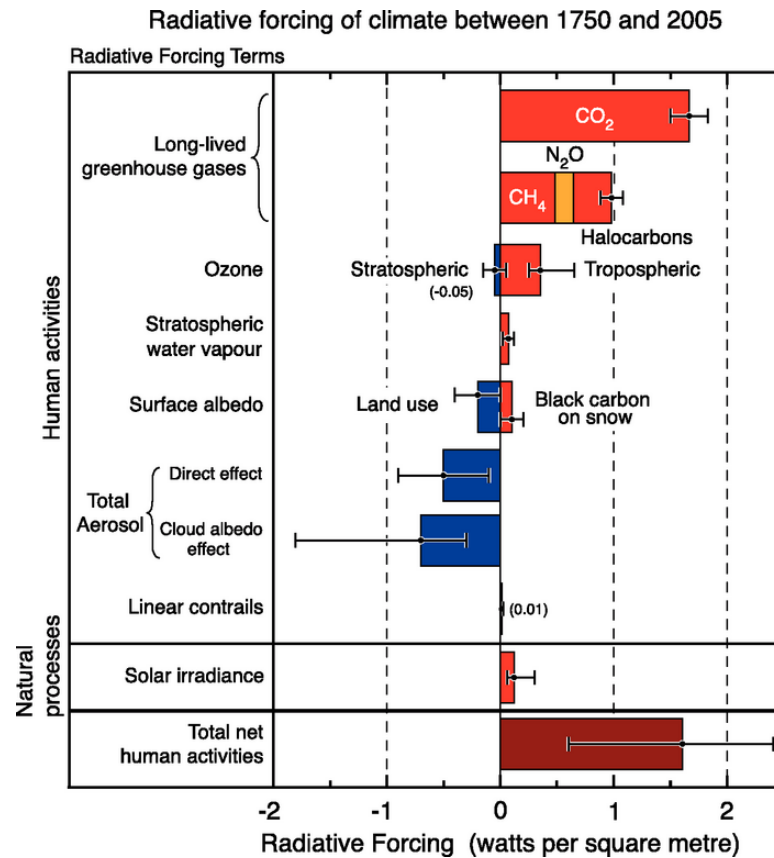 Radiative forcing of climate between 1750 and 2005
Radiative Forcing Terms
CO₂
Long-lived
greenhouse gases
N₂O
CH₄
Halocarbons
Ozone
Stratospheric
(-0.05)
Tropospheric
Stratospheric
water vapour
Human activities
Surface albedo
Land use
Black carbon
on snow
Total
Aerosol
Direct effect
Cloud albedo
effect
Linear contrails
(0.01)
Natural
processes
Solar irradiance
Total net
human activities
-2 -1 0 1 2
Radiative Forcing (watts per square metre)